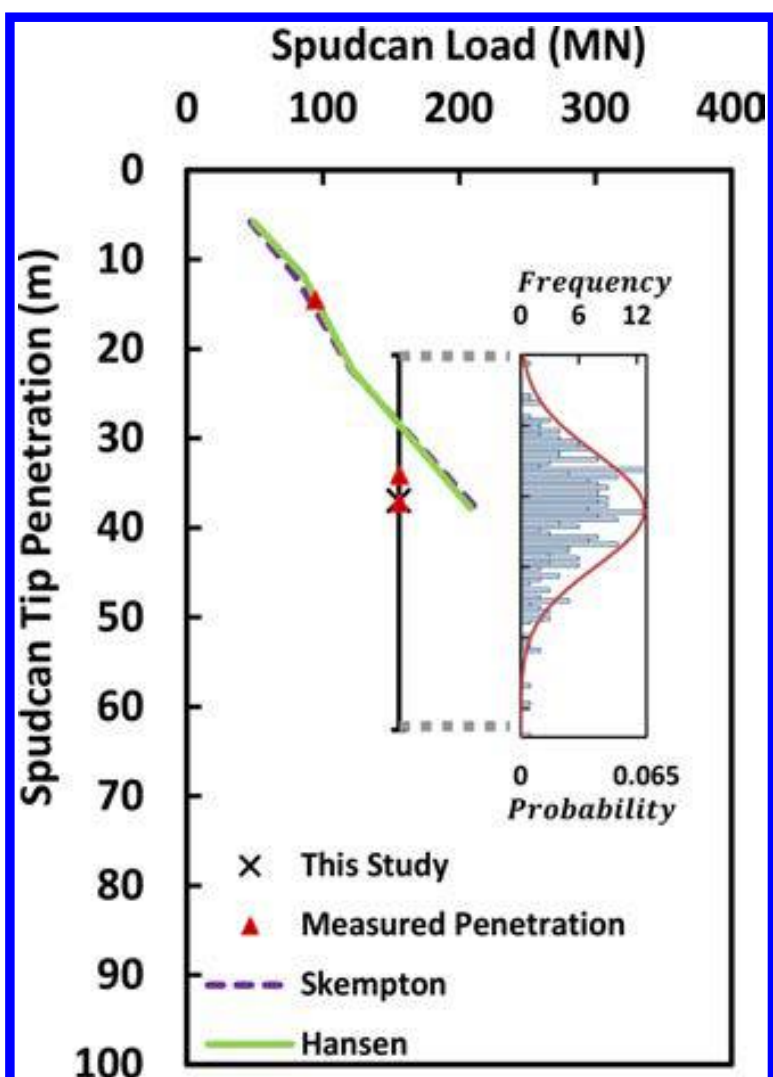 Spudcan Load (MN)
0 100 200 300 400
Spudcan Tip Penetration (m)
0
10
20
30
40
50
60
70
80
90
100
Frequency
0 6 12
0 0.065
Probability
This Study
Measured Penetration
Skempton
Hansen